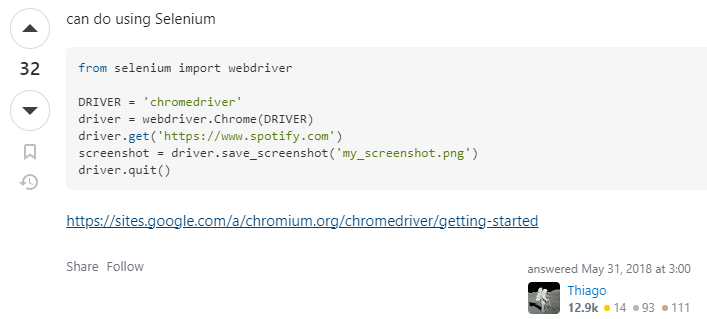 can do using Selenium
32
from selenium import webdriver
DRIVER = 'chromedriver'
driver = webdriver.Chrome(DRIVER)
driver.get('https://www.spotify.com')
screenshot = driver.save_screenshot('my_screenshot.png')
driver.quit()
https://sites.google.com/a/chromium.org/chromedriver/getting-started
Share Follow
answered May 31, 2018 at 3:00
Thiago
12.9k 14 93 111